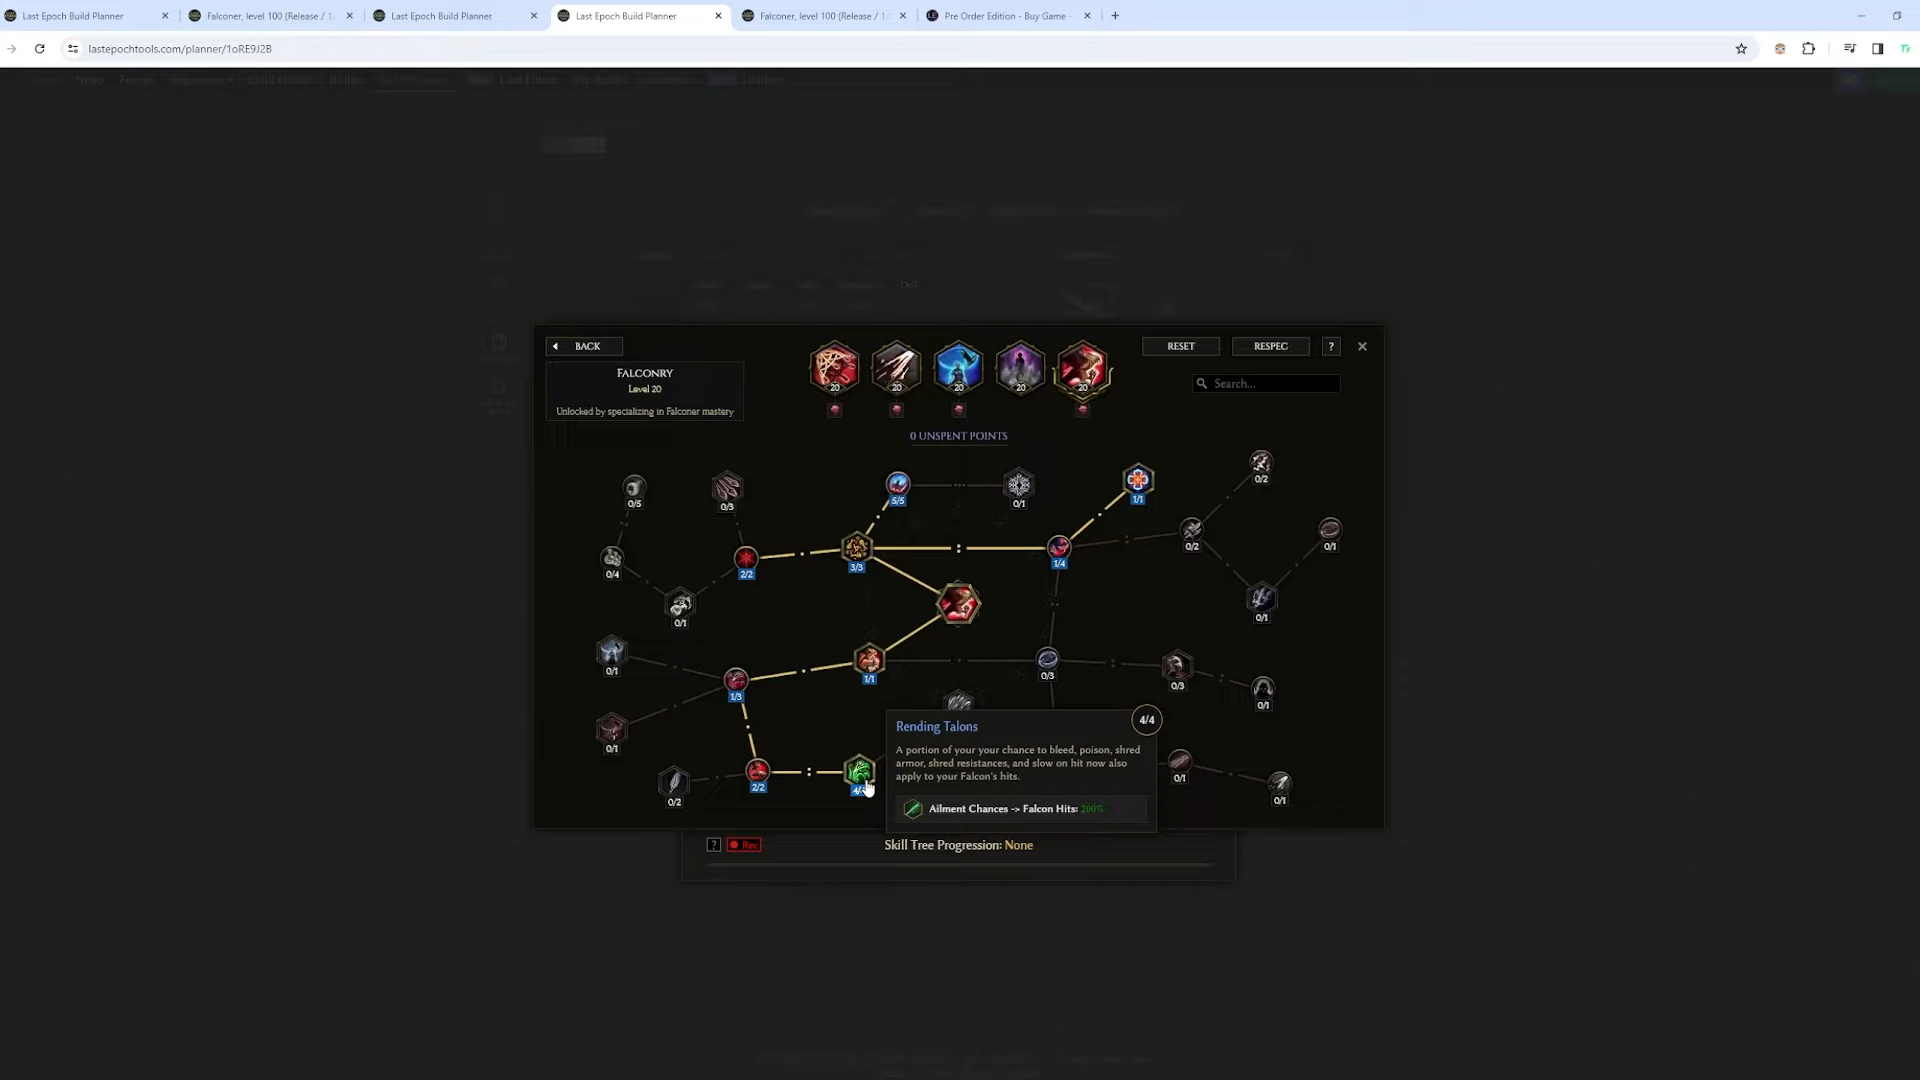 Last Epoch Build Planner
Falconer, level 100 (Release / 1.
Last Epoch Build Planner
Last Epoch Build Planner
Falconer, level 100 (Release / 1.
Pre Order Edition - Buy Game -
lastepochtools.com/planner/1oRE9J2B
BACK
RESET
RESPEC
?
FALCONRY
Level 20
Unlocked by specializing in Falconer mastery
20
20
20
20
20
Search...
0 UNSPENT POINTS
0/5
0/3
5/5
0/1
1/1
0/2
0/4
2/2
3/3
1/4
0/2
0/1
0/1
0/1
0/1
1/3
1/1
0/3
0/3
0/1
0/1
0/2
2/2
0/1
0/1
Rending Talons
4/4
A portion of your your chance to bleed, poison, shred
armor, shred resistances, and slow on hit now also
apply to your Falcon's hits.
Ailment Chances -> Falcon Hits: 200%
? Rec
Skill Tree Progression: None